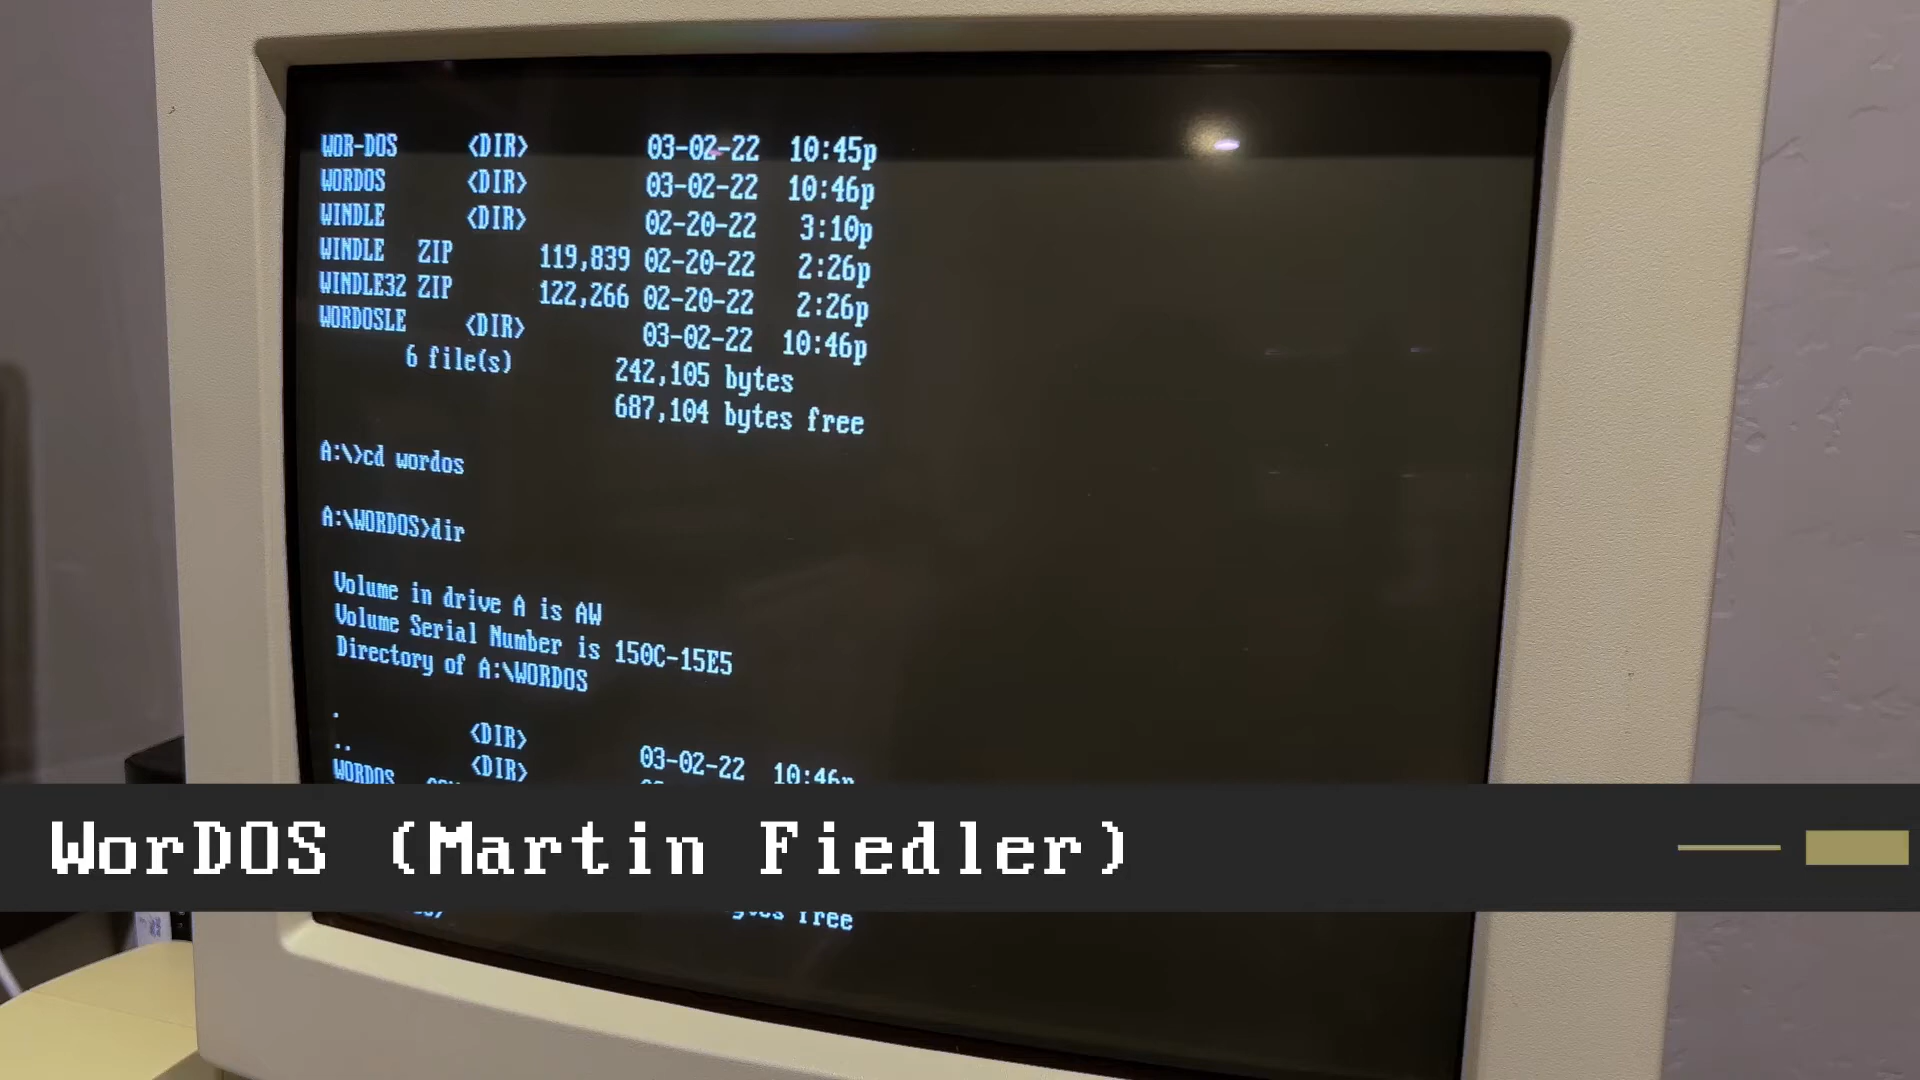 WOR-DOS <DIR> 03-02-22 10:45p
WORDOS <DIR> 03-02-22 10:46p
WINDLE <DIR> 02-20-22 3:10p
WINDLE ZIP 119,839 02-20-22 2:26p
WINDLE32 ZIP 122,266 02-20-22 2:26p
WORDOSLE <DIR> 03-02-22 10:46p
6 file(s) 242,105 bytes
687,104 bytes free
A:\>cd wordos
A:\WORDOS>dir
Volume in drive A is AW
Volume Serial Number is 150C-15E5
Directory of A:\WORDOS
. <DIR> 03-02-22 10:46p
.. <DIR>
WORDOS
WorDOS (Martin Fiedler)
free